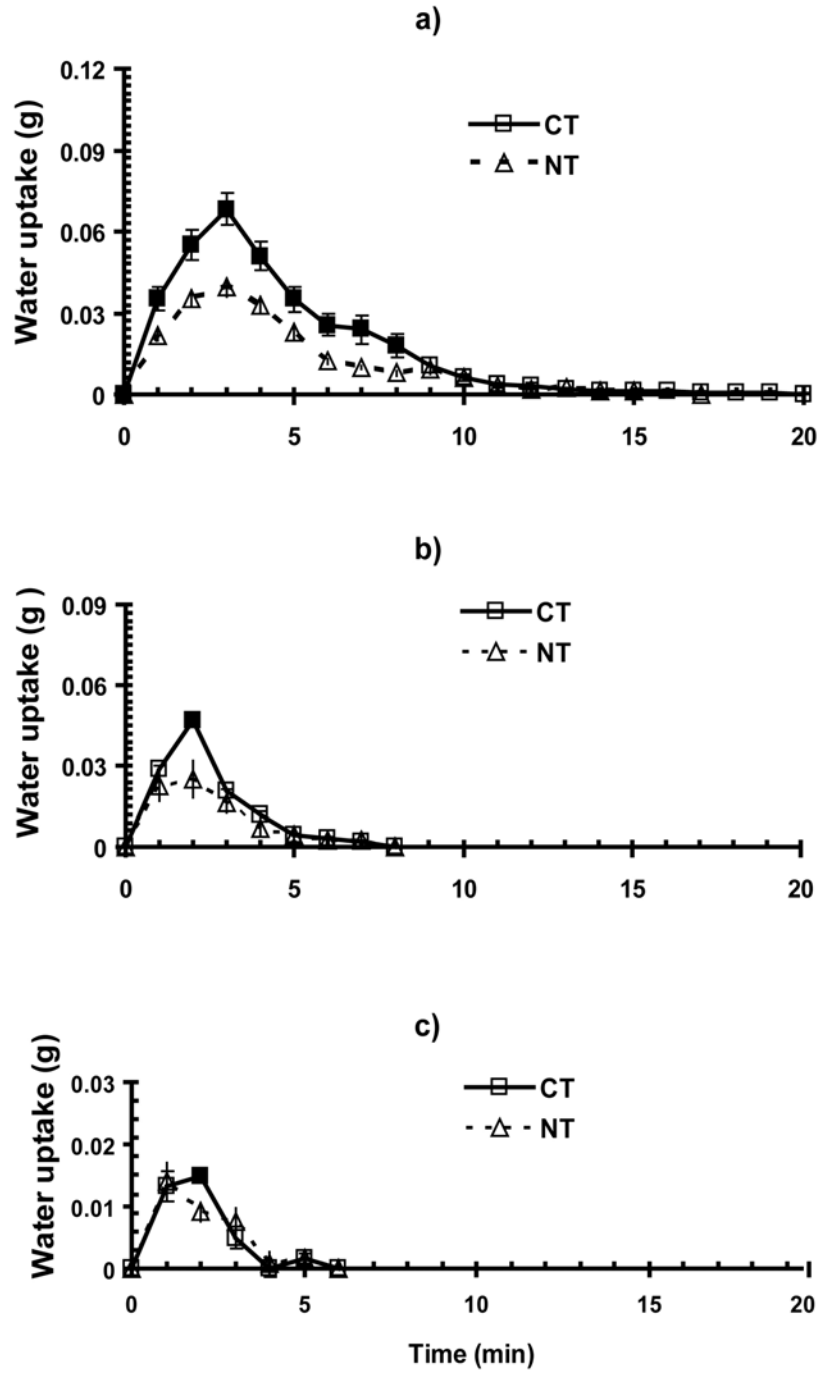 a)
Water uptake (g)
0.12
0.09
0.06
0.03
0
0 5 10 15 20
CT
NT
b)
Water uptake (g )
0.09
0.06
0.03
0
0 5 10 15 20
CT
NT
c)
Water uptake (g)
0.03
0.02
0.01
0
0 5 10 15 20
CT
NT
Time (min)